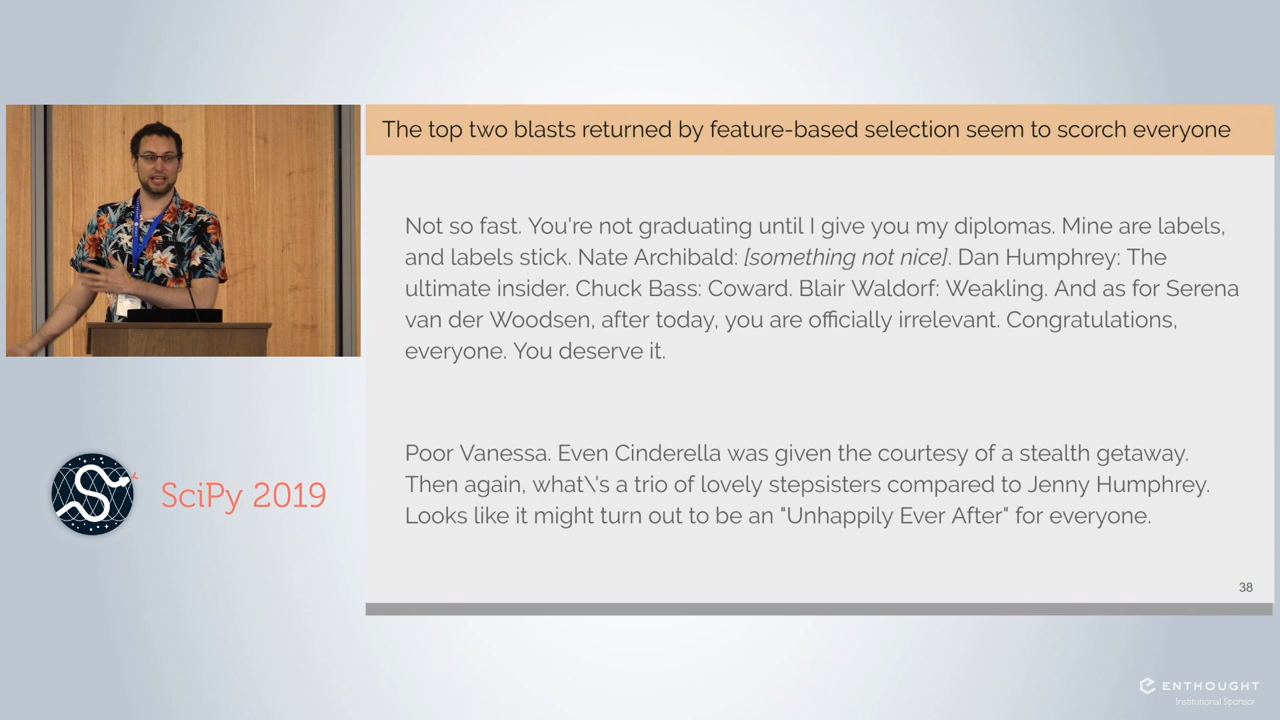 The top two blasts returned by feature-based selection seem to scorch everyone
Not so fast. You're not graduating until I give you my diplomas. Mine are labels,
and labels stick. Nate Archibald: [something not nice]. Dan Humphrey: The
ultimate insider. Chuck Bass: Coward. Blair Waldorf: Weakling. And as for Serena
van der Woodsen, after today, you are officially irrelevant. Congratulations,
everyone. You deserve it.
Poor Vanessa. Even Cinderella was given the courtesy of a stealth getaway.
Then again, what\'s a trio of lovely stepsisters compared to Jenny Humphrey.
Looks like it might turn out to be an "Unhappily Ever After" for everyone.
38
SciPy 2019
ENTHOUGHT
Institutional Sponsor